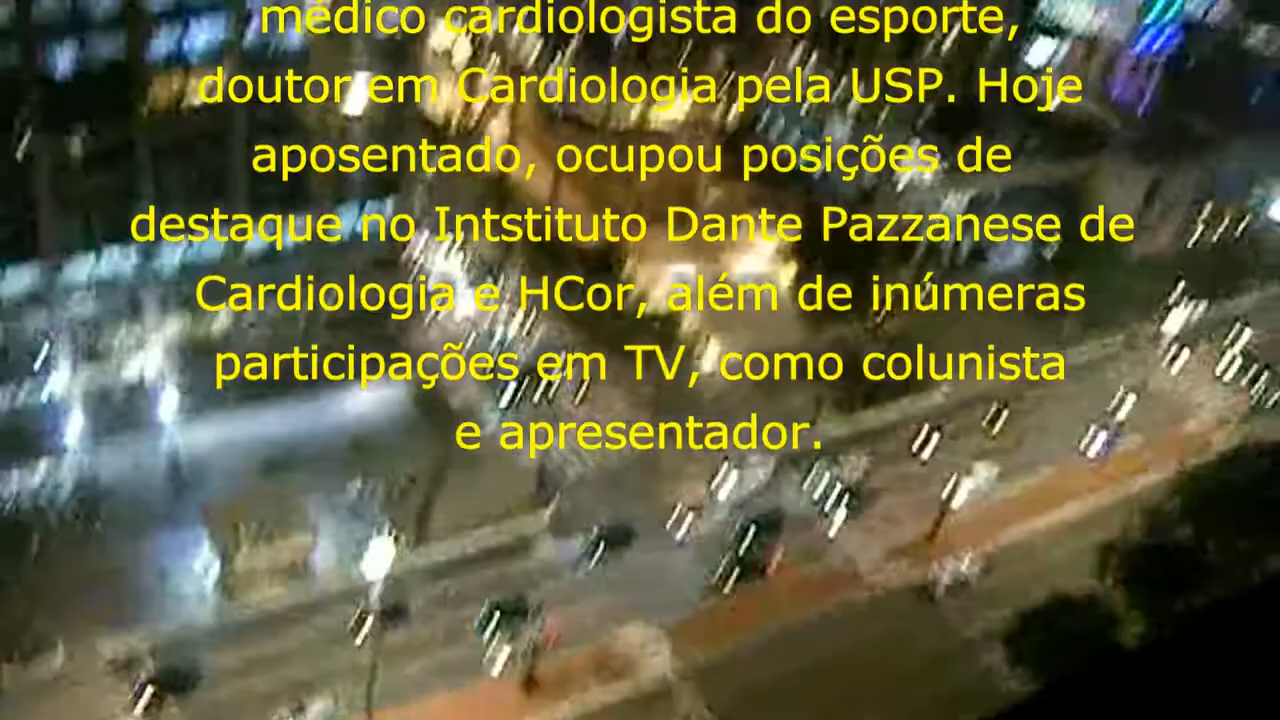 médico cardiologista do esporte,
doutor em Cardiologia pela USP. Hoje
aposentado, ocupou posições de
destaque no Intstituto Dante Pazzanese de
Cardiologia e HCor, além de inúmeras
participações em TV, como colunista
e apresentador.